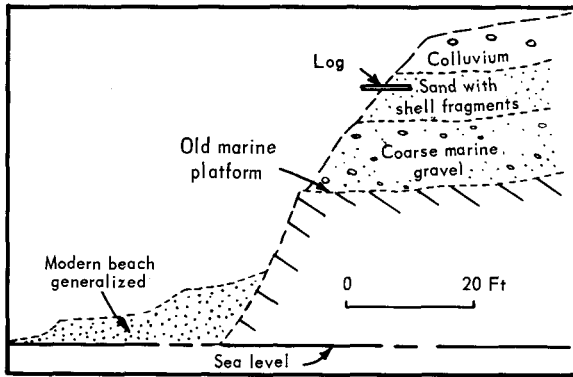 Log
Colluvium
Sand with
shell fragments
Old marine
platform
Coarse marine
gravel
Modern beach
generalized
0 20 Ft
Sea level